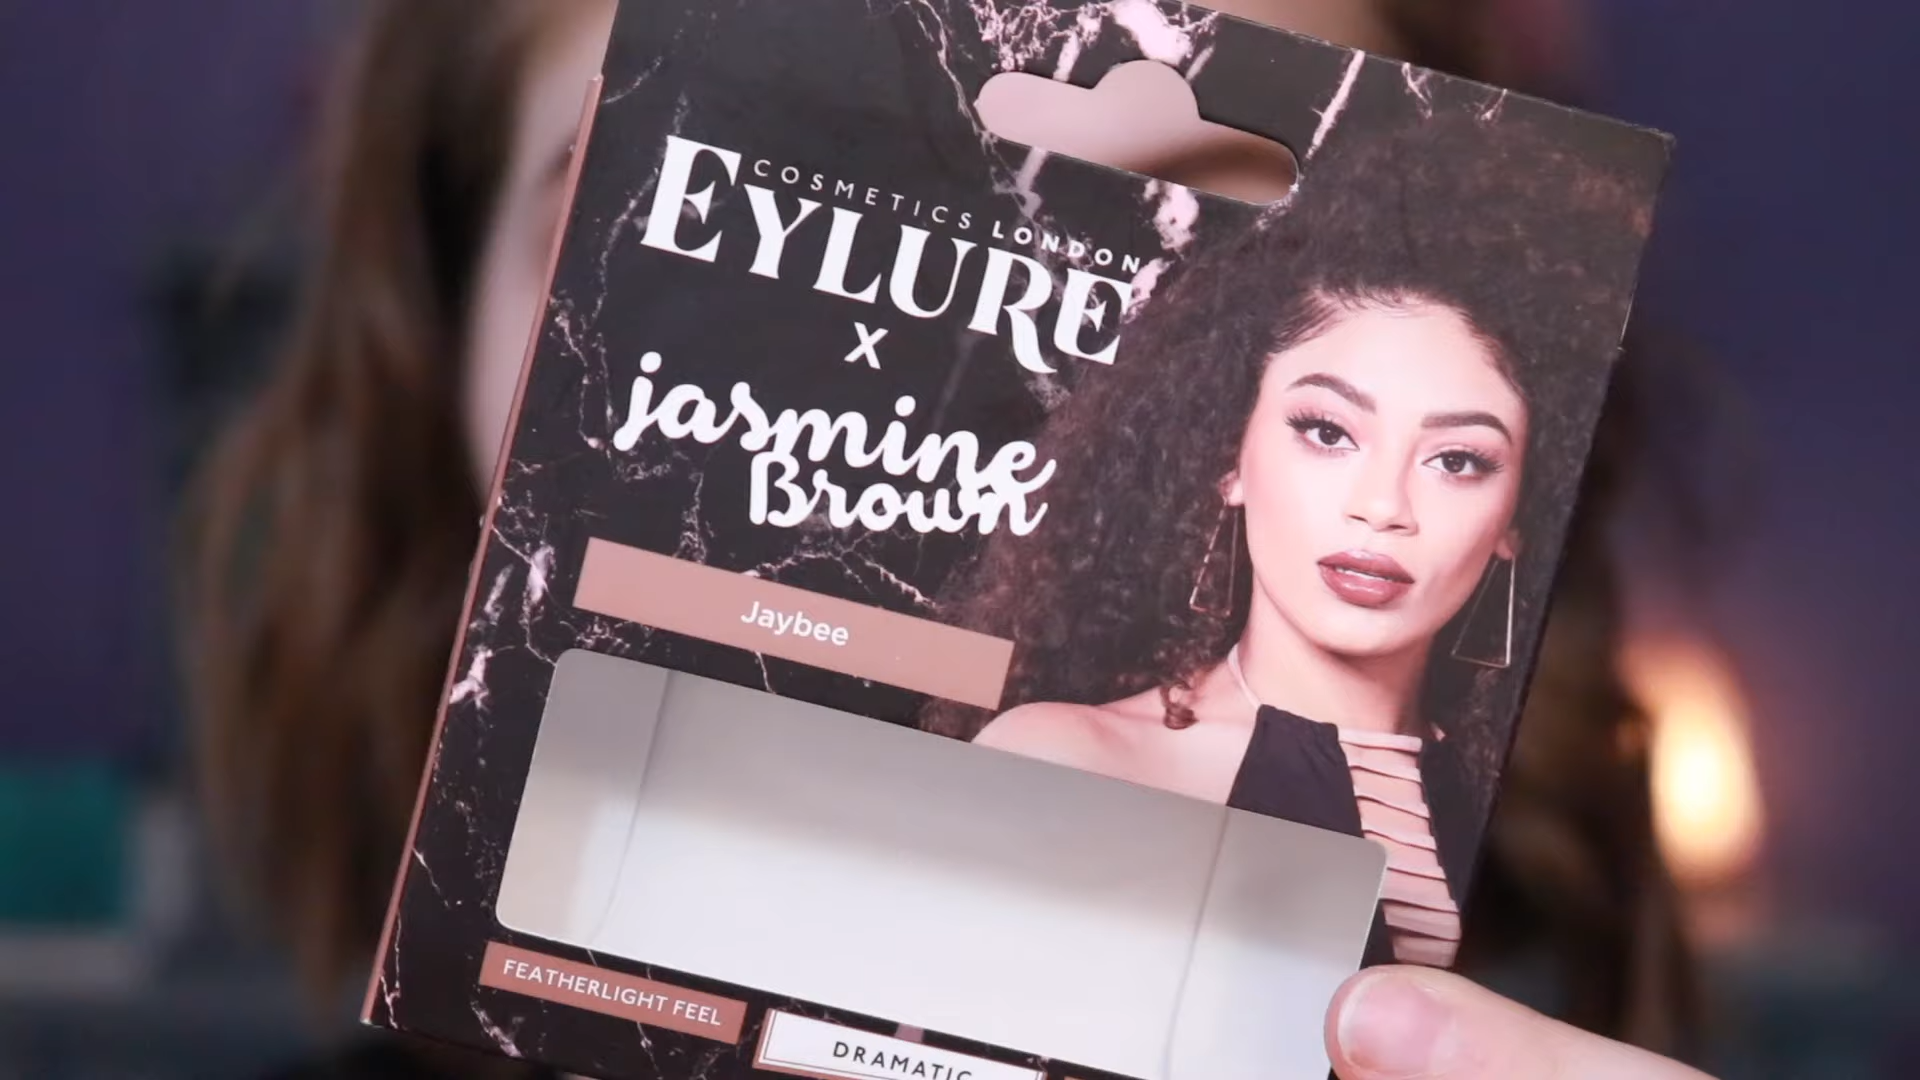 COSMETICS LONDON
EYLURE
X
jasmine
Brown
Jaybee
FEATHERLIGHT FEEL
DRAMATIC